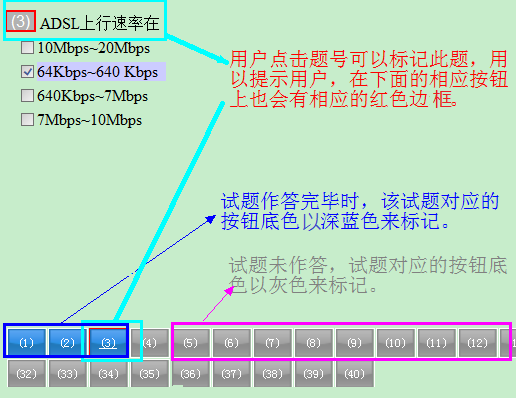 (3) ADSL上行速率在
10Mbps~20Mbps
64Kbps~640 Kbps
640Kbps~7Mbps
7Mbps~10Mbps
用户点击题号可以标记此题，用
以提示用户，在下面的相应按钮
上也会有相应的红色边框。
试题作答完毕时，该试题对应的
按钮底色以深蓝色来标记。
试题未作答，试题对应的按钮底
色以灰色来标记。
(1) (2) (3) (4) (5) (6) (7) (8) (9) (10) (11) (12)
(32) (33) (34) (35) (36) (37) (38) (39) (40)